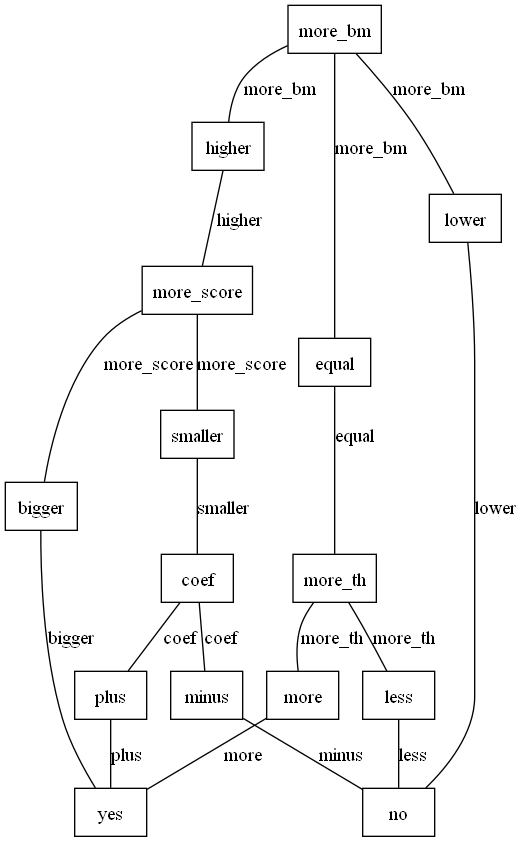 more_bm
more_bm
more_bm
more_bm
higher
lower
higher
more_score
more_score
more_score
equal
smaller
equal
bigger
smaller
lower
coef
more_th
bigger
coef
coef
more_th
more_th
plus
minus
more
less
plus
more
minus
less
yes
no